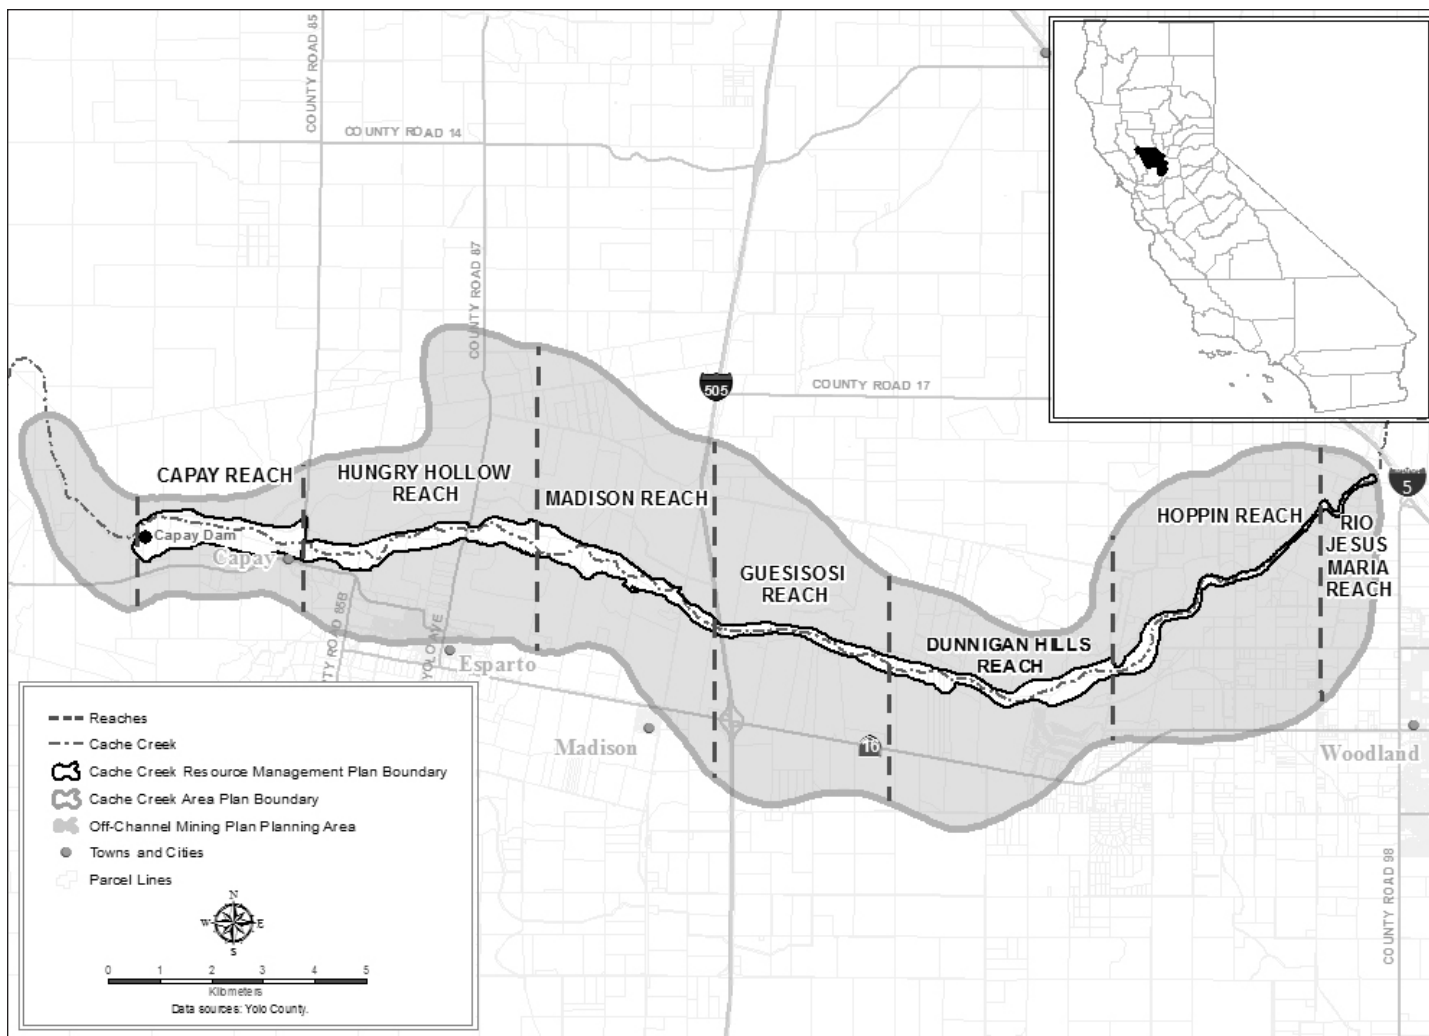 COUNTY ROAD 85
COUNTY ROAD 14
COUNTY ROAD 87
505
COUNTY ROAD 17
5
CAPAY REACH
HUNGRY HOLLOW
REACH
MADISON REACH
HOPPIN REACH
RIO
JESUS
MARIA
REACH
Capay Dam
Capay
GUESISOSI
REACH
DUNNIGAN HILLS
REACH
TY ROAD 85B
YOLO AVE
Esparto
Madison
16
Woodland
COUNTY ROAD 98
Reaches
Cache Creek
Cache Creek Resource Management Plan Boundary
Cache Creek Area Plan Boundary
Off-Channel Mining Plan Planning Area
Towns and Cities
Parcel Lines
N
W E
S
0 1 2 3 4 5
Kilometers
Data sources: Yolo County.